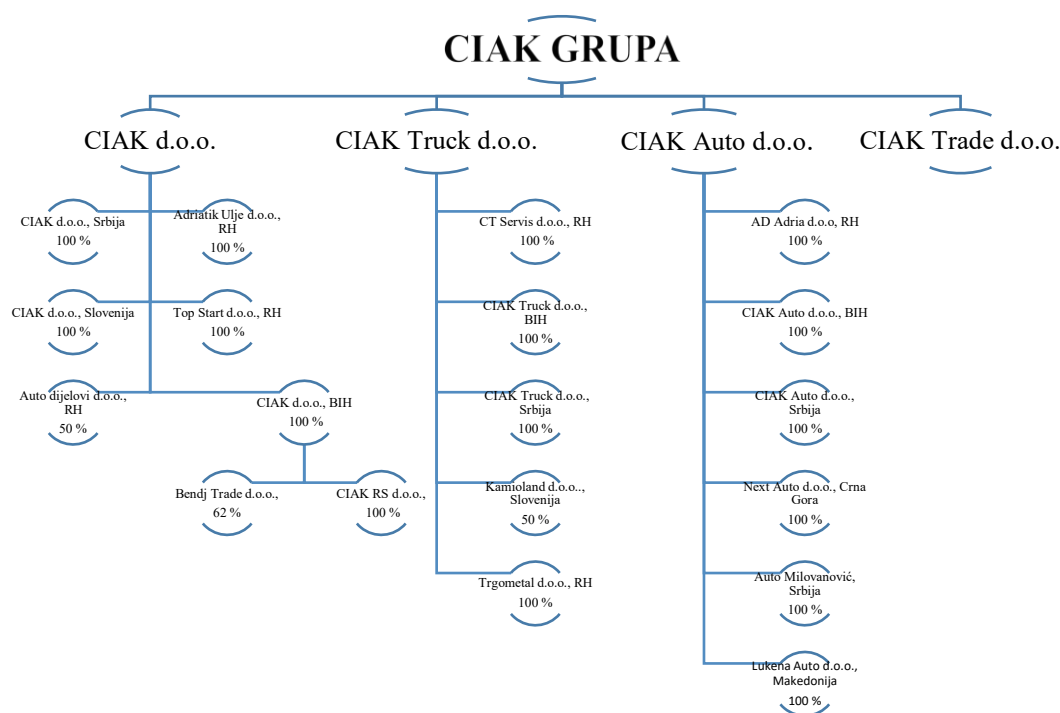 CIAK GRUPA
CIAK d.o.o.
CIAK Truck d.o.o.
CIAK Auto d.o.o.
CIAK Trade d.o.o.
CIAK d.o.o., Srbija
100 %
Adriatik Ulje d.o.o.,
RH
100 %
CIAK d.o.o., Slovenija
100 %
Top Start d.o.o., RH
100 %
Auto dijelovi d.o.o.,
RH
50 %
CIAK d.o.o., BIH
100 %
Bendj Trade d.o.o.,
62 %
CIAK RS d.o.o.,
100 %
CT Servis d.o.o., RH
100 %
CIAK Truck d.o.o.,
BIH
100 %
CIAK Truck d.o.o.,
Srbija
100 %
Kamioland d.o.o..,
Slovenija
50 %
Trgometal d.o.o., RH
100 %
AD Adria d.o.o, RH
100 %
CIAK Auto d.o.o., BIH
100 %
CIAK Auto d.o.o.,
Srbija
100 %
Next Auto d.o.o., Crna
Gora
100 %
Auto Milovanović,
Srbija
100 %
Lukena Auto d.o.o.,
Makedonija
100 %